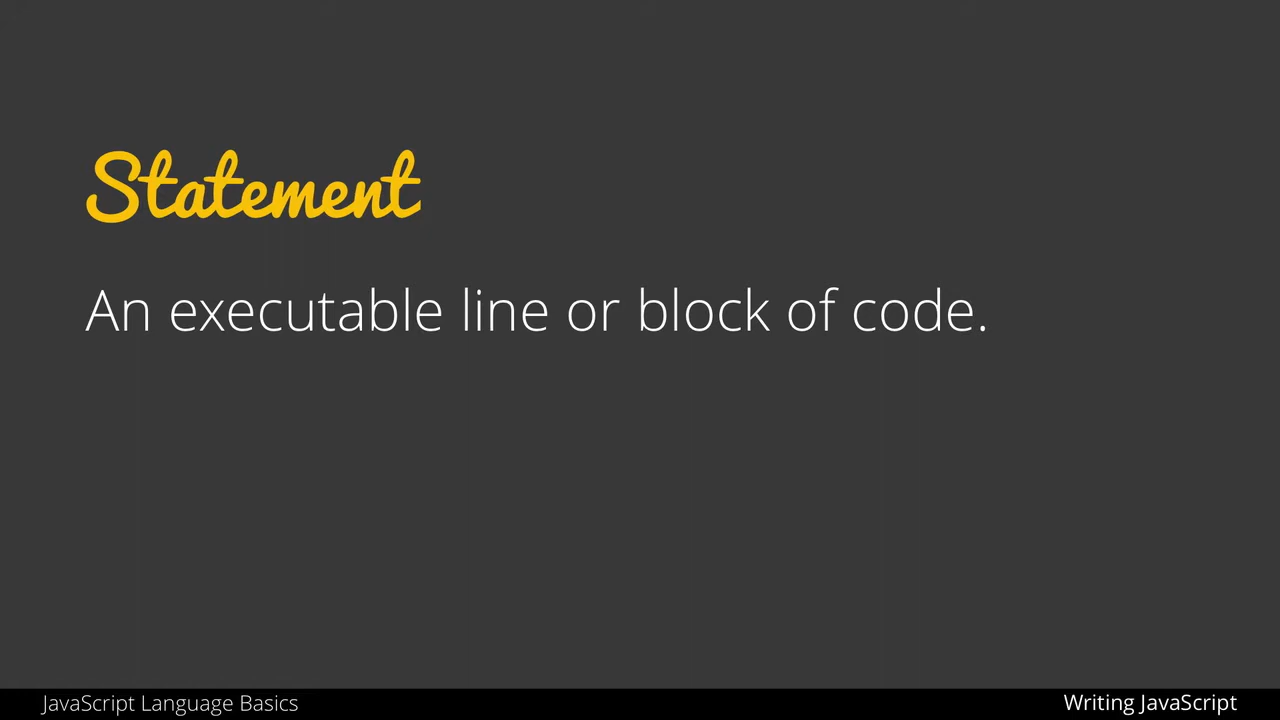 Statement
An executable line or block of code.
JavaScript Language Basics
Writing JavaScript